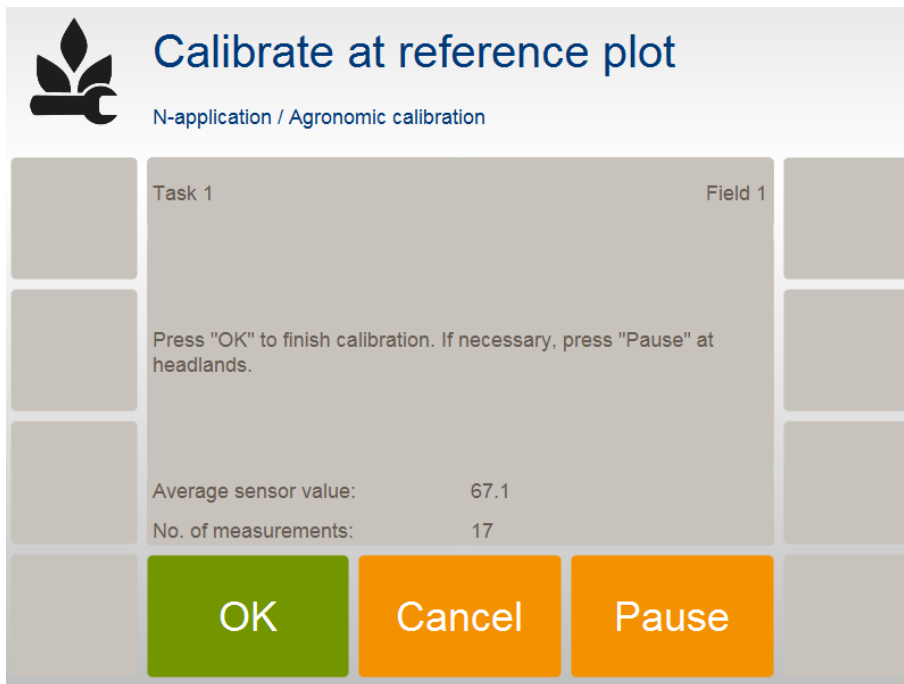 Calibrate at reference plot
N-application / Agronomic calibration
Task 1
Field 1
Press "OK" to finish calibration. If necessary, press "Pause" at
headlands.
Average sensor value: 67.1
No. of measurements: 17
OK
Cancel
Pause